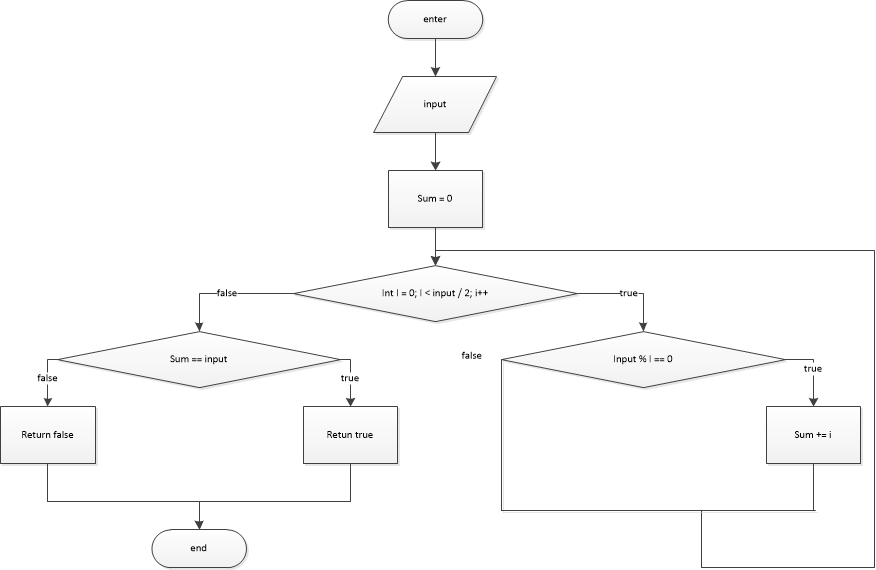 enter
input
Sum = 0
Int I = 0; I < input / 2; i++
false
true
Sum == input
false
Input % I == 0
false
true
true
Return false
Retun true
Sum += i
end